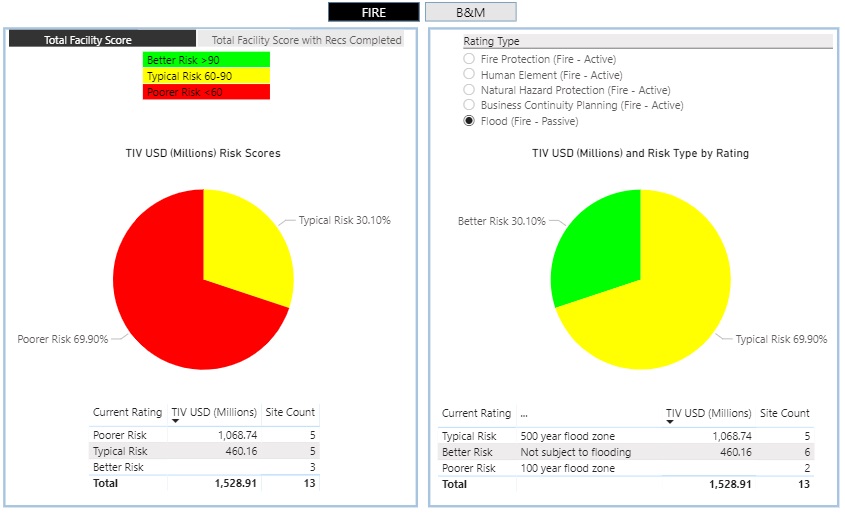 FIRE B&M
Total Facility Score Total Facility Score with Recs Completed
Better Risk >90
Typical Risk 60-90
Poorer Risk <60
TIV USD (Millions) Risk Scores
Typical Risk 30.10%
Poorer Risk 69.90%
Current Rating TIV USD (Millions) Site Count
Poorer Risk 1,068.74 5
Typical Risk 460.16 5
Better Risk 3
Total 1,528.91 13
Rating Type
Fire Protection (Fire - Active)
Human Element (Fire - Active)
Natural Hazard Protection (Fire - Active)
Business Continuity Planning (Fire - Active)
Flood (Fire - Passive)
TIV USD (Millions) and Risk Type by Rating
Better Risk 30.10%
Typical Risk 69.90%
Current Rating ... TIV USD (Millions) Site Count
Typical Risk 500 year flood zone 1,068.74 5
Better Risk Not subject to flooding 460.16 6
Poorer Risk 100 year flood zone 2
Total 1,528.91 13